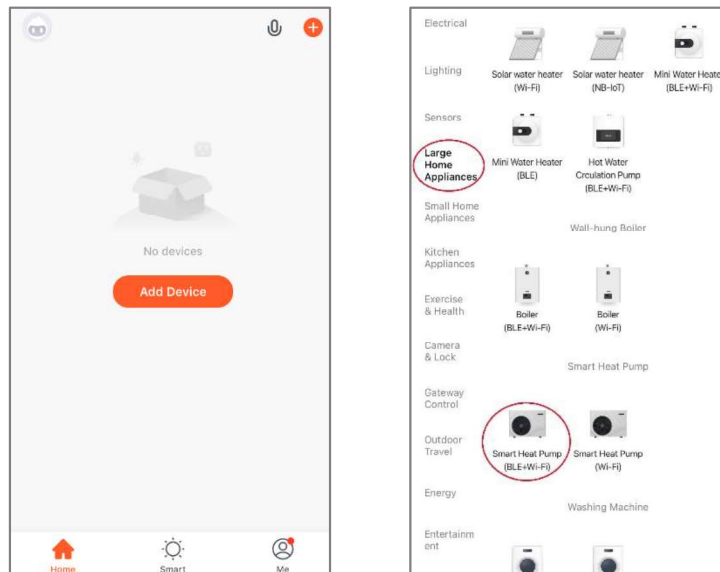 No devices
Add Device
Home
Smart
Me
Electrical
Lighting
Sensors
Large
Home
Appliances
Small Home
Appliances
Kitchen
Appliances
Exercise
& Health
Camera
& Lock
Gateway
Control
Outdoor
Travel
Energy
Entertainm
ent
Solar water heater
(Wi-Fi)
Solar water heater
(NB-IoT)
Mini Water Heate
(BLE+Wi-Fi)
Mini Water Heater
(BLE)
Hot Water
Crculation Pump
(BLE+Wi-Fi)
Wall-hung Boiler
Boiler
(BLE+Wi-Fi)
Boiler
(Wi-Fi)
Smart Heat Pump
Smart Heat Pump
(BLE+Wi-Fi)
Smart Heat Pump
(Wi-Fi)
Washing Machine